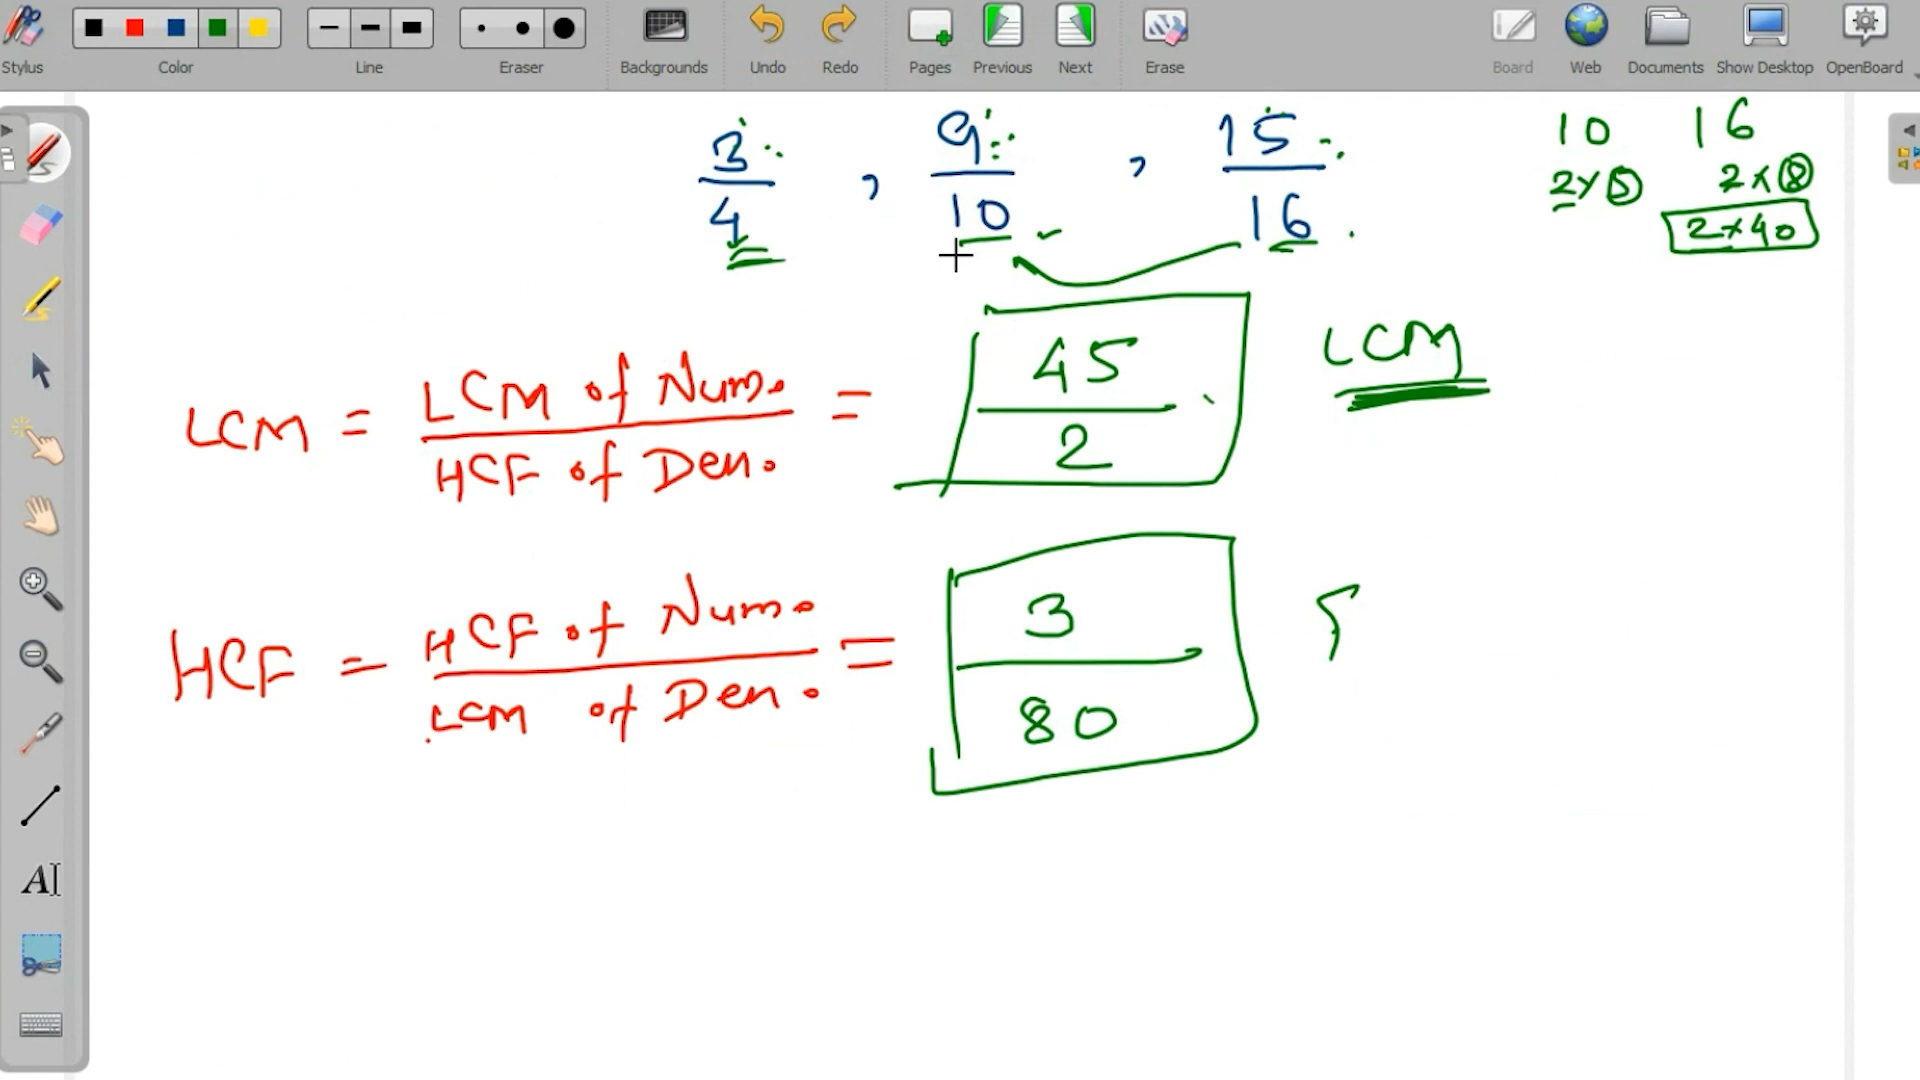 Stylus Color Line Eraser Backgrounds Undo Redo Pages Previous Next Erase Board Web Documents Show Desktop OpenBoard
3/4 , 9/10 , 15/16
10 16
2×5 2×8
2×40
LCM = LCM of Num. / HCF of Den. = 45/2 LCM
HCF = HCF of Num. / LCM of Den. = 3/80
A